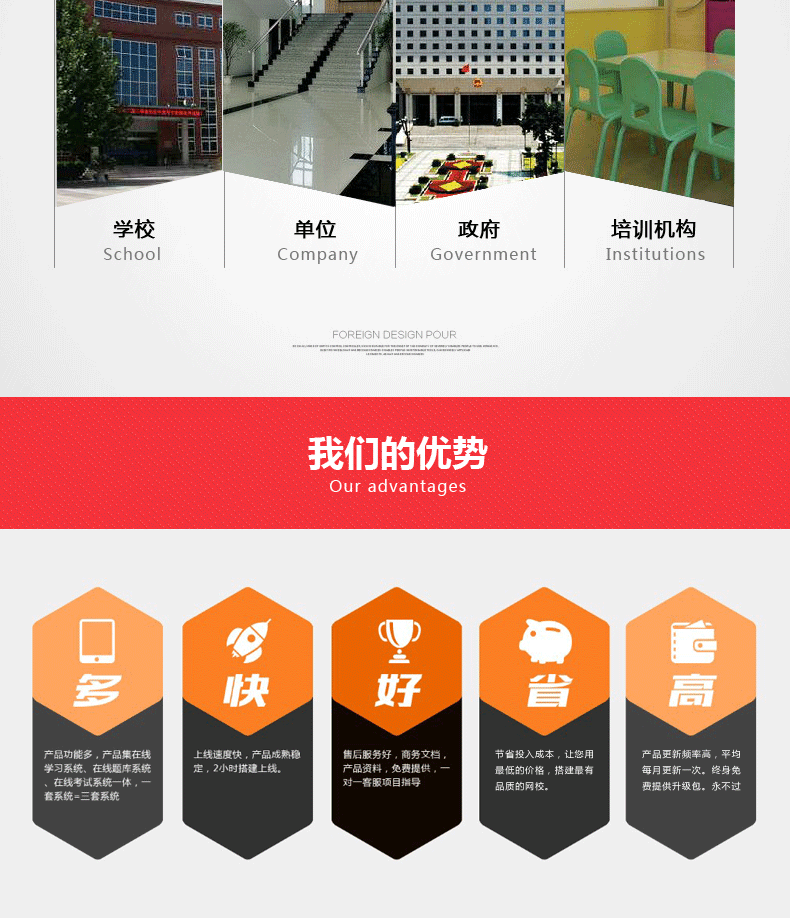 学校
单位
政府
培训机构
School
Company
Government
Institutions
FOREIGN DESIGN POUR
我们的优势
Our advantages
多
快
好
省
高
产品功能多，产品集在线
学习系统、在线题库系统
、在线考试系统一体，一
套系统=三套系统
上线速度快，产品成熟稳
定，2小时搭建上线。
售后服务好，商务文档，
产品资料，免费提供，一
对一客服项目指导
节省投入成本，让您用
最低的价格，搭建最有
品质的网校。
产品更新频率高，平均
每月更新一次。终身免
费提供升级包。永不过